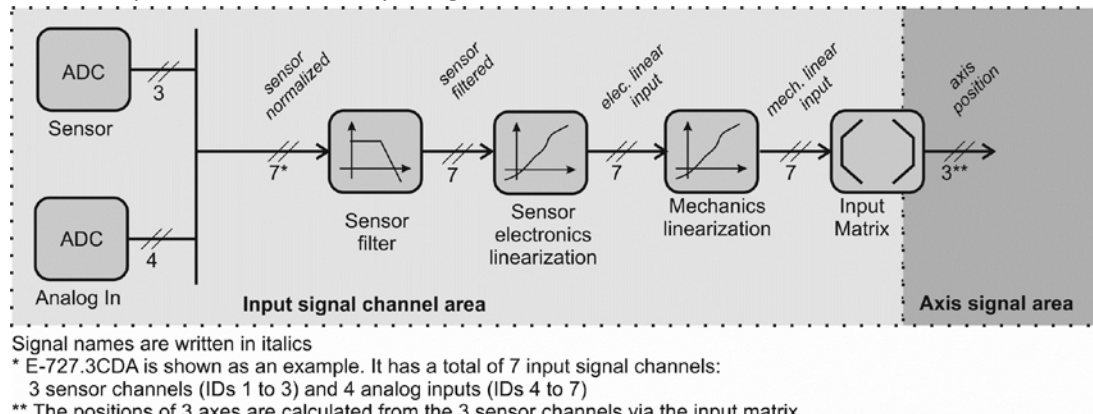 ADC
3
Sensor
ADC
4
Analog In
sensor
normalized
7*
Sensor
filter
sensor
filtered
7
Sensor
electronics
linearization
elec. linear
input
7
Mechanics
linearization
mech. linear
input
7
Input
Matrix
axis
position
3**
Input signal channel area
Axis signal area
Signal names are written in italics
* E-727.3CDA is shown as an example. It has a total of 7 input signal channels:
3 sensor channels (IDs 1 to 3) and 4 analog inputs (IDs 4 to 7)
** The positions of 3 axes are calculated from the 3 sensor channels via the input matrix